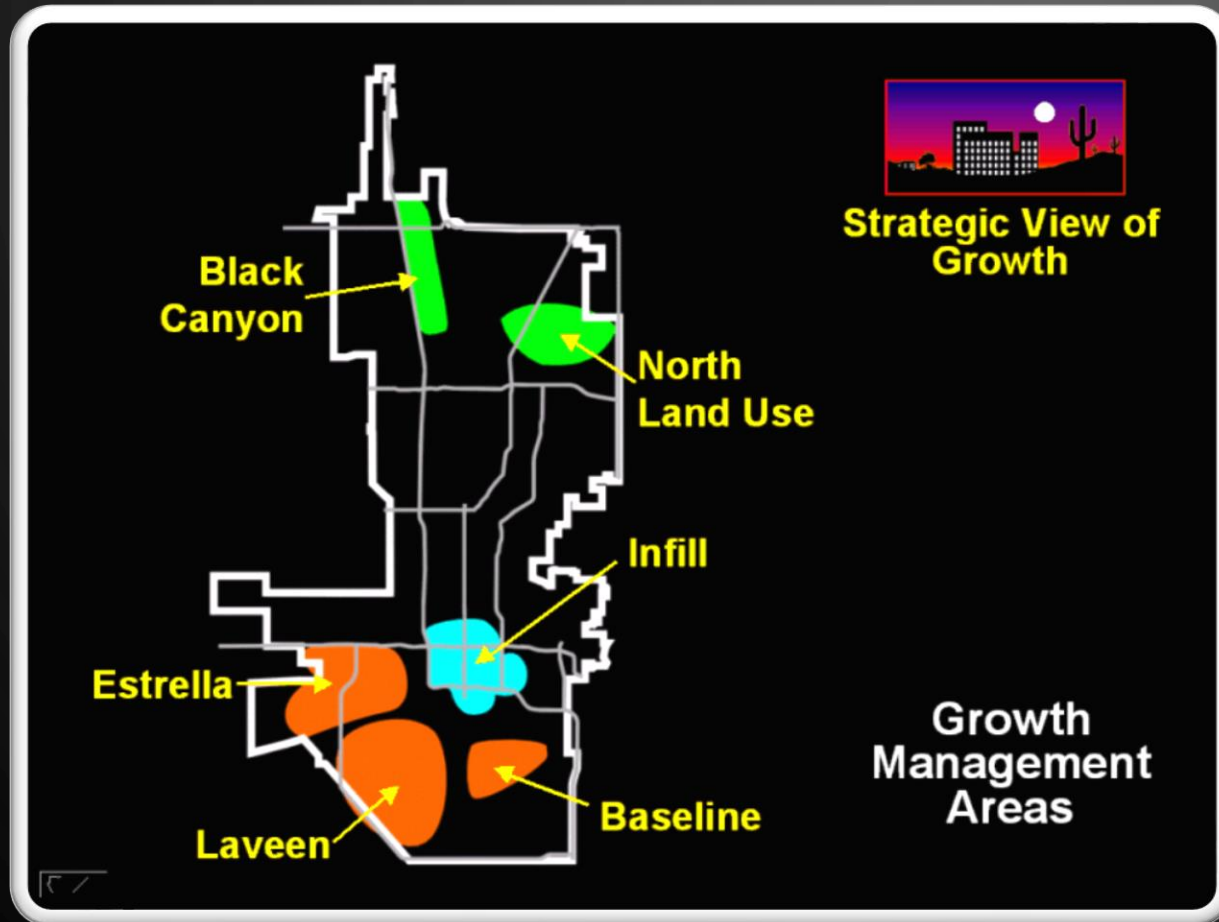 Strategic View of
Growth
Black
Canyon
North
Land Use
Infill
Estrella
Growth
Management
Areas
Baseline
Laveen